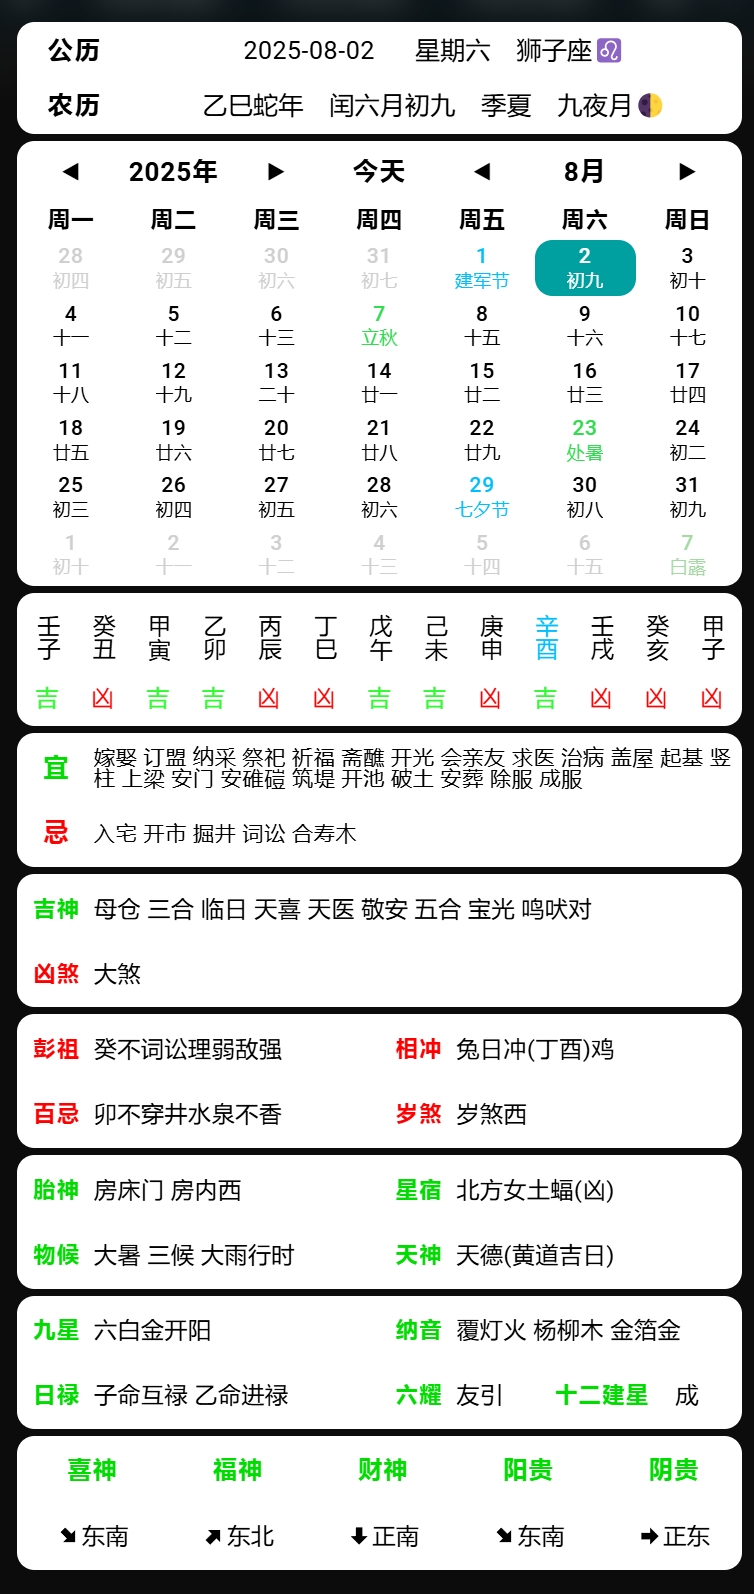 公历 2025-08-02 星期六 狮子座♌
农历 乙巳蛇年 闰六月初九 季夏 九夜月🌓
◀ 2025年 ▶ 今天 ◀ 8月 ▶
周一 周二 周三 周四 周五 周六 周日
28 29 30 31 1 2 3
初四 初五 初六 初七 建军节 初九 初十
4 5 6 7 8 9 10
十一 十二 十三 立秋 十五 十六 十七
11 12 13 14 15 16 17
十八 十九 二十 廿一 廿二 廿三 廿四
18 19 20 21 22 23 24
廿五 廿六 廿七 廿八 廿九 处暑 初二
25 26 27 28 29 30 31
初三 初四 初五 初六 七夕节 初八 初九
1 2 3 4 5 6 7
初十 十一 十二 十三 十四 十五 白露
壬子 癸丑 甲寅 乙卯 丙辰 丁巳 戊午 己未 庚申 辛酉 壬戌 癸亥 甲子
吉 凶 吉 吉 凶 凶 吉 吉 凶 吉 凶 凶 凶
宜 嫁娶 订盟 纳采 祭祀 祈福 斋醮 开光 会亲友 求医 治病 盖屋 起基 竖
柱 上梁 安门 安碓硙 筑堤 开池 破土 安葬 除服 成服
忌 入宅 开市 掘井 词讼 合寿木
吉神 母仓 三合 临日 天喜 天医 敬安 五合 宝光 鸣吠对
凶煞 大煞
彭祖 癸不词讼理弱敌强 相冲 兔日冲(丁酉)鸡
百忌 卯不穿井水泉不香 岁煞 岁煞西
胎神 房床门 房内西 星宿 北方女土蝠(凶)
物候 大暑 三候 大雨行时 天神 天德(黄道吉日)
九星 六白金开阳 纳音 覆灯火 杨柳木 金箔金
日禄 子命互禄 乙命进禄 六耀 友引 十二建星 成
喜神 福神 财神 阳贵 阴贵
东南 东北 正南 东南 正东